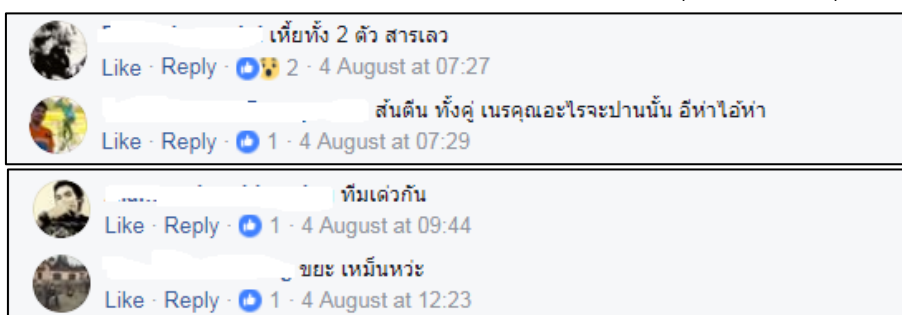 เหี้ยทั้ง 2 ตัว สารเลว
Like · Reply · 2 · 4 August at 07:27
ส้นตีน ทั้งคู่ เนรคุณอะไรจะปานนั้น อีห่าไอ้ห่า
Like · Reply · 1 · 4 August at 07:29
ทีมเด่วกัน
Like · Reply · 1 · 4 August at 09:44
ขยะ เหม็นหว่ะ
Like · Reply · 1 · 4 August at 12:23